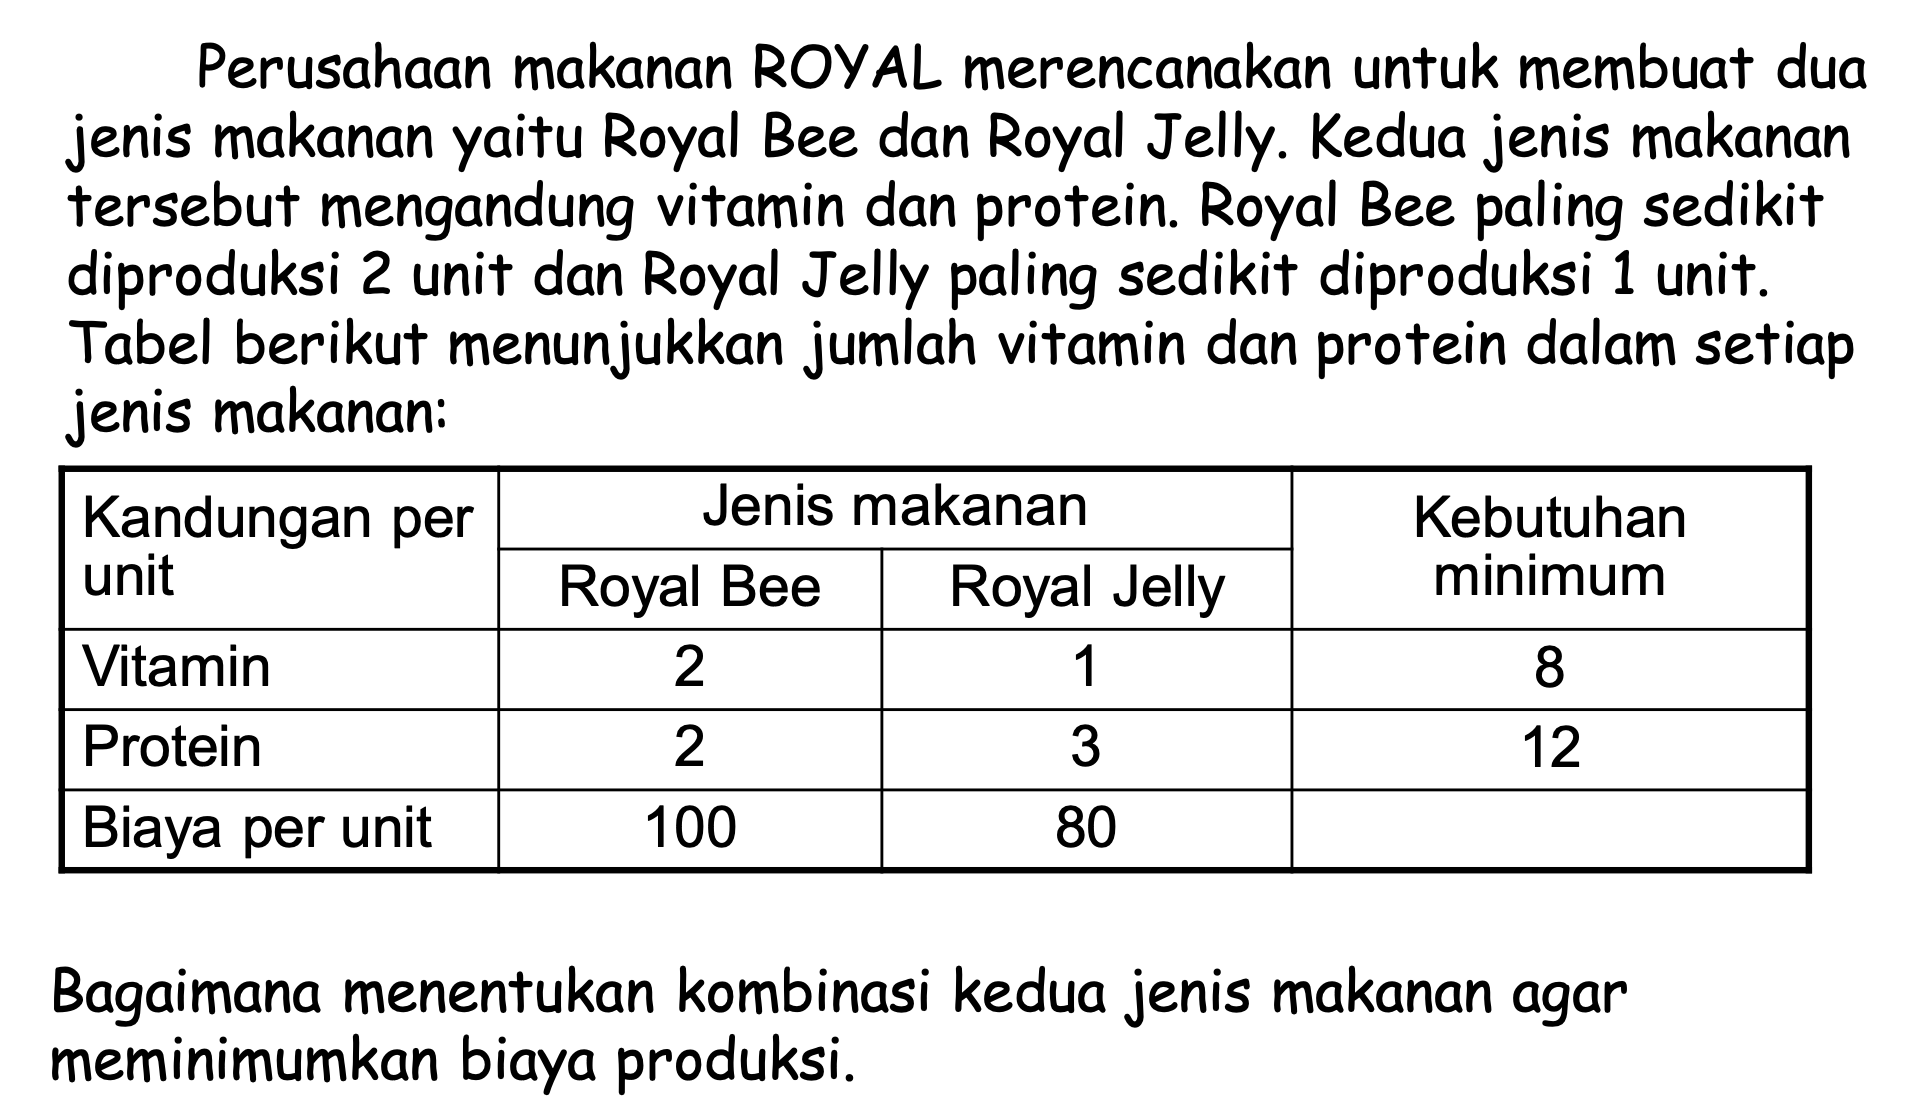 Perusahaan makanan ROYAL merencanakan untuk membuat dua
jenis makanan yaitu Royal Bee dan Royal Jelly. Kedua jenis makanan
tersebut mengandung vitamin dan protein. Royal Bee paling sedikit
diproduksi 2 unit dan Royal Jelly paling sedikit diproduksi 1 unit.
Tabel berikut menunjukkan jumlah vitamin dan protein dalam setiap
jenis makanan:
Kandungan per unit Jenis makanan Kebutuhan minimum
Royal Bee Royal Jelly
Vitamin 2 1 8
Protein 2 3 12
Biaya per unit 100 80
Bagaimana menentukan kombinasi kedua jenis makanan agar
meminimumkan biaya produksi.